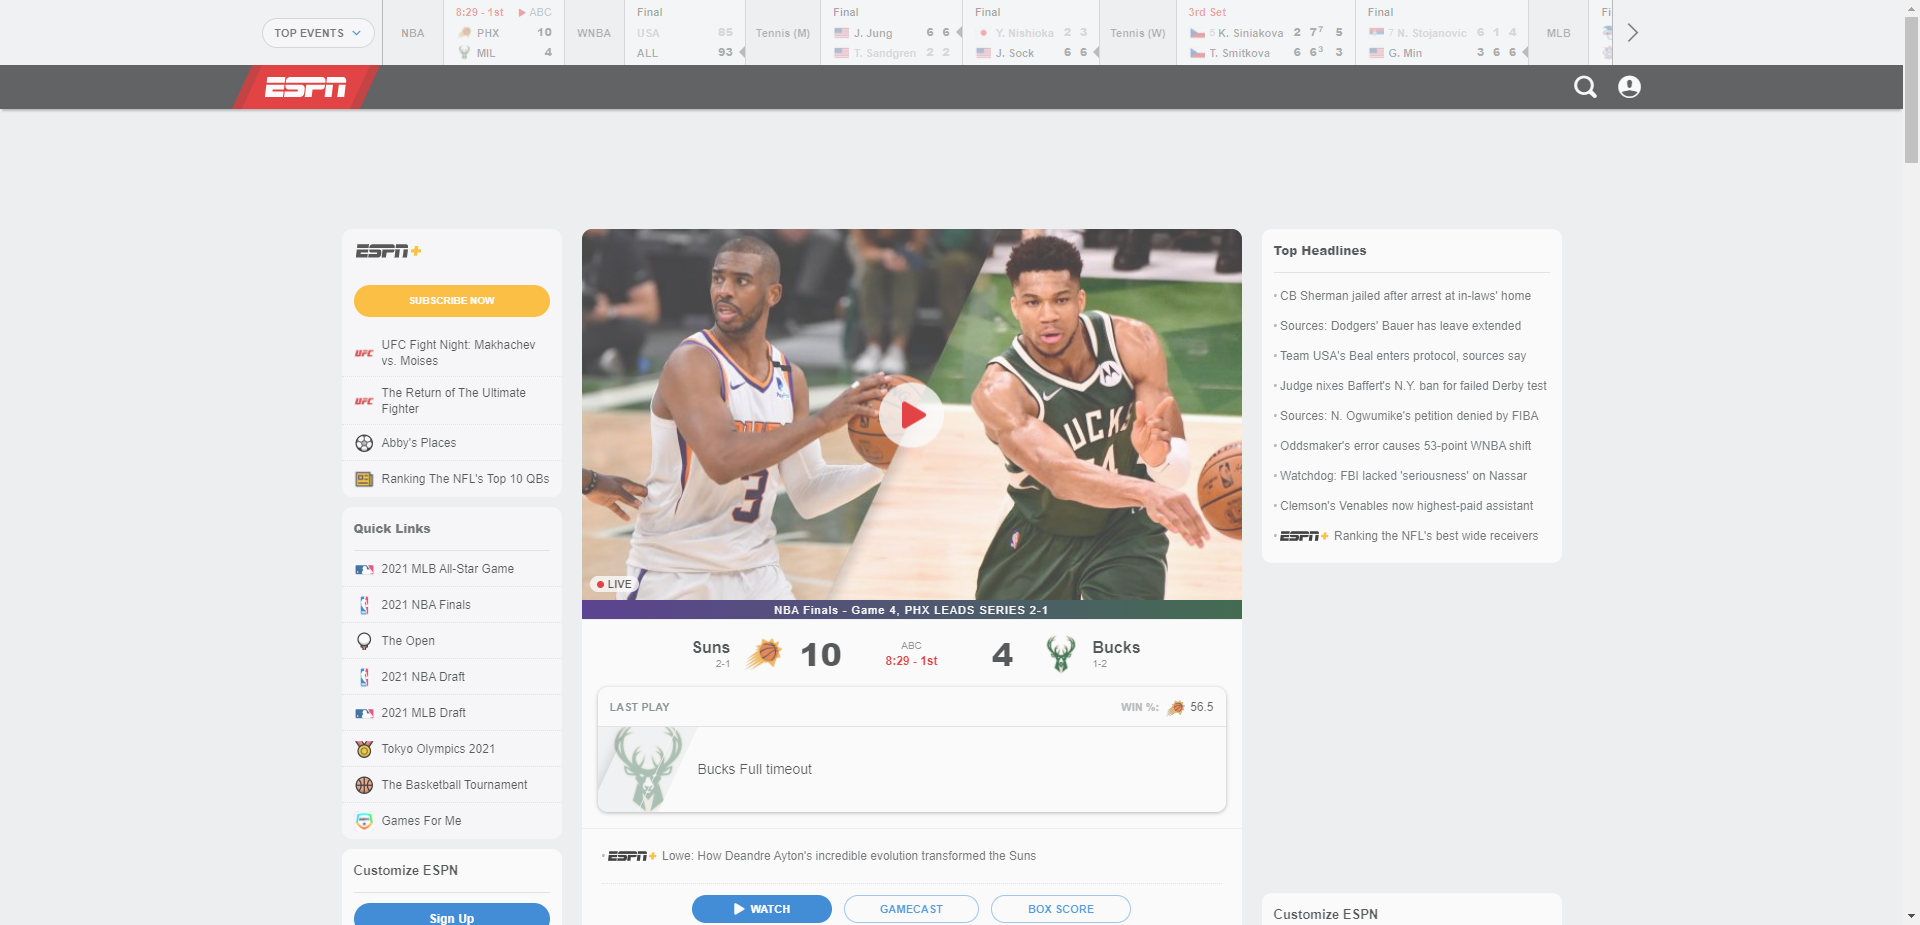 TOP EVENTS
NBA
8:29 - 1st ABC
PHX 10
MIL 4
WNBA
Final
USA 85
ALL 93
Tennis (M)
Final
J. Jung 6 6
T. Sandgren 2 2
Final
Y. Nishioka 2 3
J. Sock 6 6
Tennis (W)
3rd Set
5 K. Siniakova 2 7 7 5
T. Smitkova 6 6 3 3
Final
7 N. Stojanovic 6 1 4
G. Min 3 6 6
MLB
ESPN
ESPN+
SUBSCRIBE NOW
UFC UFC Fight Night: Makhachev
vs. Moises
UFC The Return of The Ultimate
Fighter
Abby's Places
Ranking The NFL's Top 10 QBs
Quick Links
2021 MLB All-Star Game
2021 NBA Finals
The Open
2021 NBA Draft
2021 MLB Draft
Tokyo Olympics 2021
The Basketball Tournament
Games For Me
Customize ESPN
Sign Up
3
BUCKS
LIVE
NBA Finals - Game 4, PHX LEADS SERIES 2-1
Suns
2-1
10
ABC
8:29 - 1st
4
Bucks
1-2
LAST PLAY
WIN %: 56.5
Bucks Full timeout
ESPN+ Lowe: How Deandre Ayton's incredible evolution transformed the Suns
WATCH
GAMECAST
BOX SCORE
Top Headlines
CB Sherman jailed after arrest at in-laws' home
Sources: Dodgers' Bauer has leave extended
Team USA's Beal enters protocol, sources say
Judge nixes Baffert's N.Y. ban for failed Derby test
Sources: N. Ogwumike's petition denied by FIBA
Oddsmaker's error causes 53-point WNBA shift
Watchdog: FBI lacked 'seriousness' on Nassar
Clemson's Venables now highest-paid assistant
ESPN+ Ranking the NFL's best wide receivers
Customize ESPN